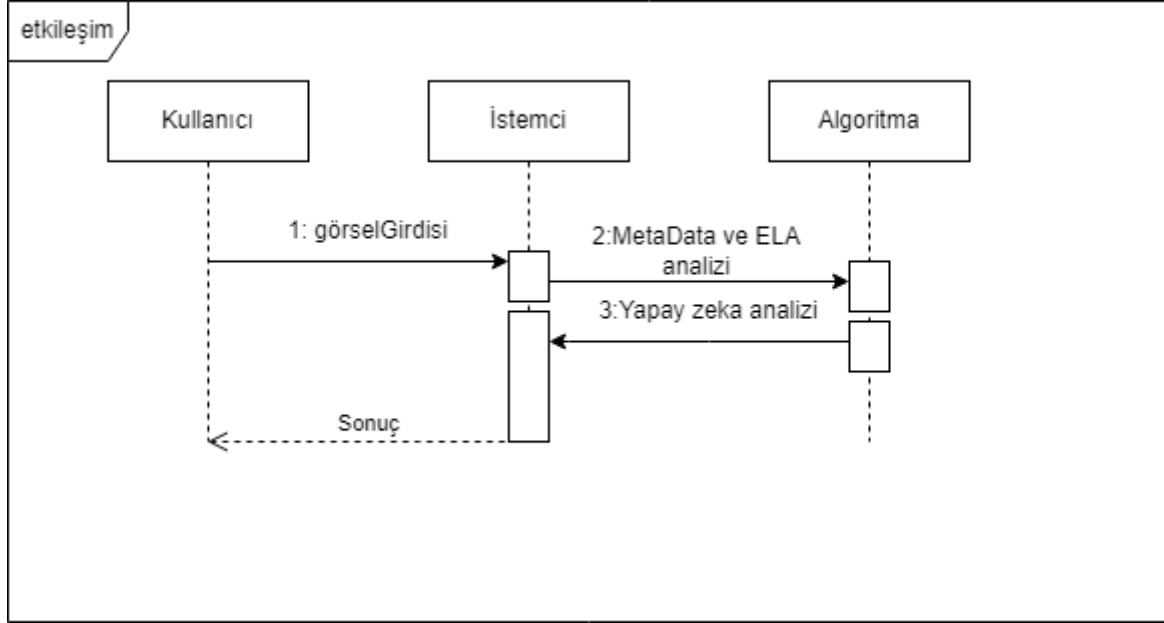 etkileşim
Kullanıcı
İstemci
Algoritma
1: görselGirdisi
2:MetaData ve ELA
analizi
3:Yapay zeka analizi
Sonuç